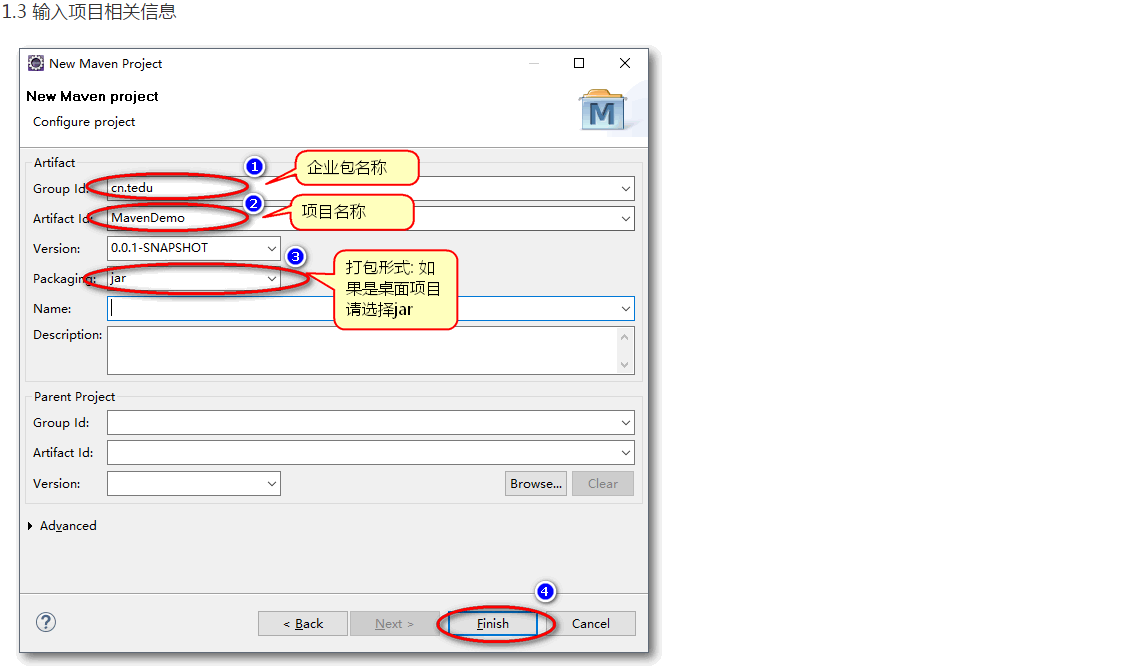 1.3 输入项目相关信息
New Maven Project
New Maven project
Configure project
M
Artifact
1
企业包名称
Group Id:
cn.tedu
2
项目名称
Artifact Id:
MavenDemo
Version:
0.0.1-SNAPSHOT
3
打包形式: 如
果是桌面项目
请选择jar
Packaging:
jar
Name:
Description:
Parent Project
Group Id:
Artifact Id:
Version:
Browse...
Clear
Advanced
4
?
< Back
Next >
Finish
Cancel